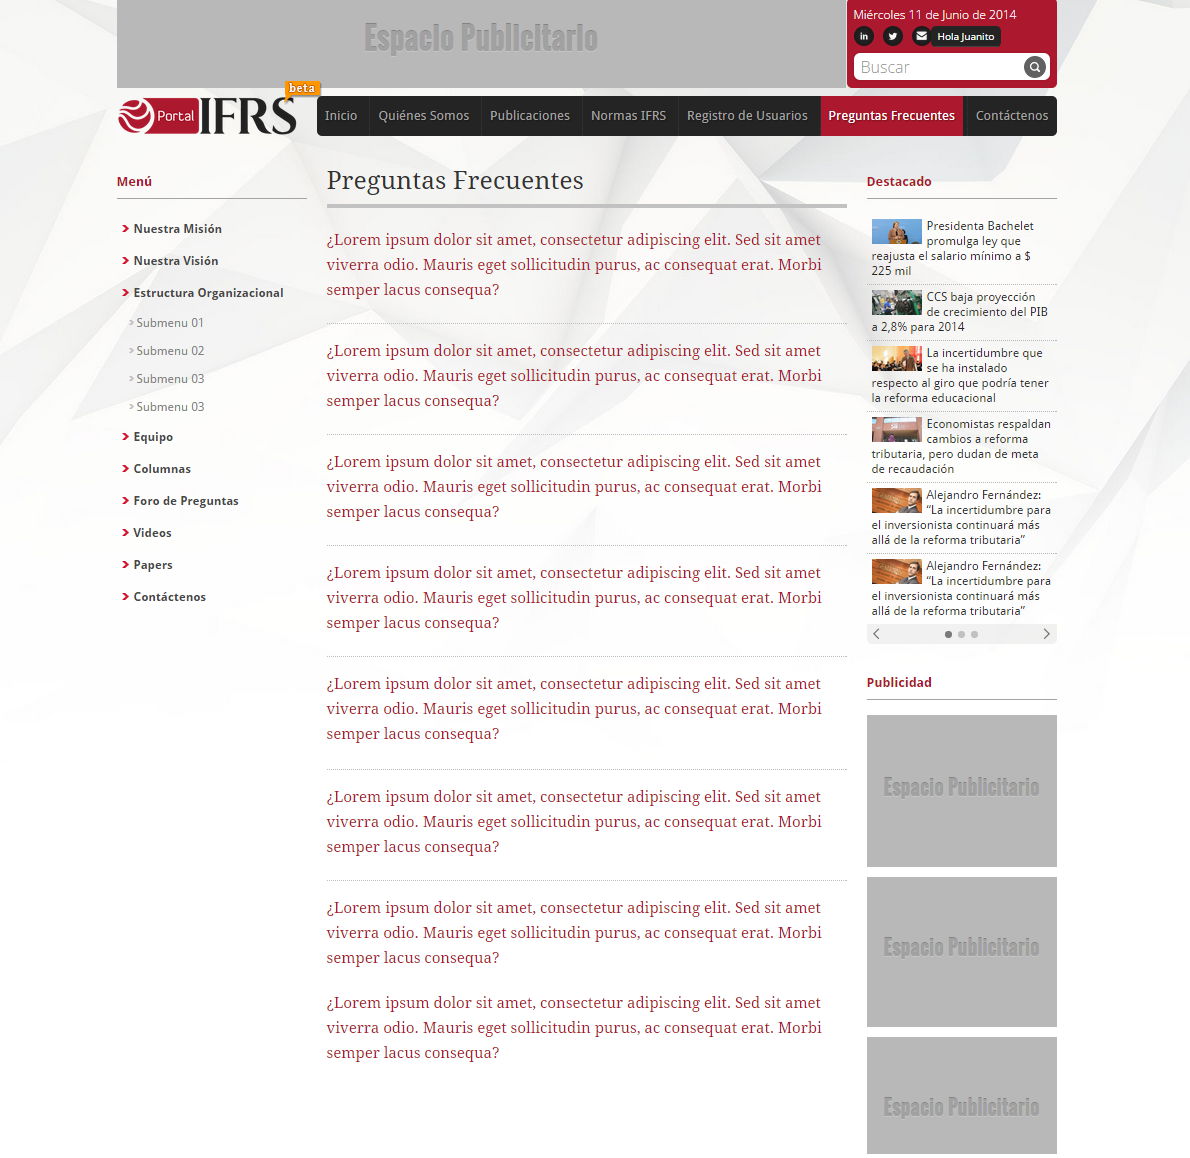 Espacio Publicitario
Miércoles 11 de Junio de 2014
in
Hola Juanito
Buscar
beta
Portal IFRS
Inicio
Quiénes Somos
Publicaciones
Normas IFRS
Registro de Usuarios
Preguntas Frecuentes
Contáctenos
Menú
Nuestra Misión
Nuestra Visión
Estructura Organizacional
Submenu 01
Submenu 02
Submenu 03
Submenu 03
Equipo
Columnas
Foro de Preguntas
Videos
Papers
Contáctenos
Preguntas Frecuentes
¿Lorem ipsum dolor sit amet, consectetur adipiscing elit. Sed sit amet
viverra odio. Mauris eget sollicitudin purus, ac consequat erat. Morbi
semper lacus consequa?
¿Lorem ipsum dolor sit amet, consectetur adipiscing elit. Sed sit amet
viverra odio. Mauris eget sollicitudin purus, ac consequat erat. Morbi
semper lacus consequa?
¿Lorem ipsum dolor sit amet, consectetur adipiscing elit. Sed sit amet
viverra odio. Mauris eget sollicitudin purus, ac consequat erat. Morbi
semper lacus consequa?
¿Lorem ipsum dolor sit amet, consectetur adipiscing elit. Sed sit amet
viverra odio. Mauris eget sollicitudin purus, ac consequat erat. Morbi
semper lacus consequa?
¿Lorem ipsum dolor sit amet, consectetur adipiscing elit. Sed sit amet
viverra odio. Mauris eget sollicitudin purus, ac consequat erat. Morbi
semper lacus consequa?
¿Lorem ipsum dolor sit amet, consectetur adipiscing elit. Sed sit amet
viverra odio. Mauris eget sollicitudin purus, ac consequat erat. Morbi
semper lacus consequa?
¿Lorem ipsum dolor sit amet, consectetur adipiscing elit. Sed sit amet
viverra odio. Mauris eget sollicitudin purus, ac consequat erat. Morbi
semper lacus consequa?
¿Lorem ipsum dolor sit amet, consectetur adipiscing elit. Sed sit amet
viverra odio. Mauris eget sollicitudin purus, ac consequat erat. Morbi
semper lacus consequa?
Destacado
Presidenta Bachelet
promulga ley que
reajusta el salario mínimo a $
225 mil
CCS baja proyección
de crecimiento del PIB
a 2,8% para 2014
La incertidumbre que
se ha instalado
respecto al giro que podría tener
la reforma educacional
Economistas respaldan
cambios a reforma
tributaria, pero dudan de meta
de recaudación
Alejandro Fernández:
“La incertidumbre para
el inversionista continuará más
allá de la reforma tributaria”
Alejandro Fernández:
“La incertidumbre para
el inversionista continuará más
allá de la reforma tributaria”
Publicidad
Espacio Publicitario
Espacio Publicitario
Espacio Publicitario